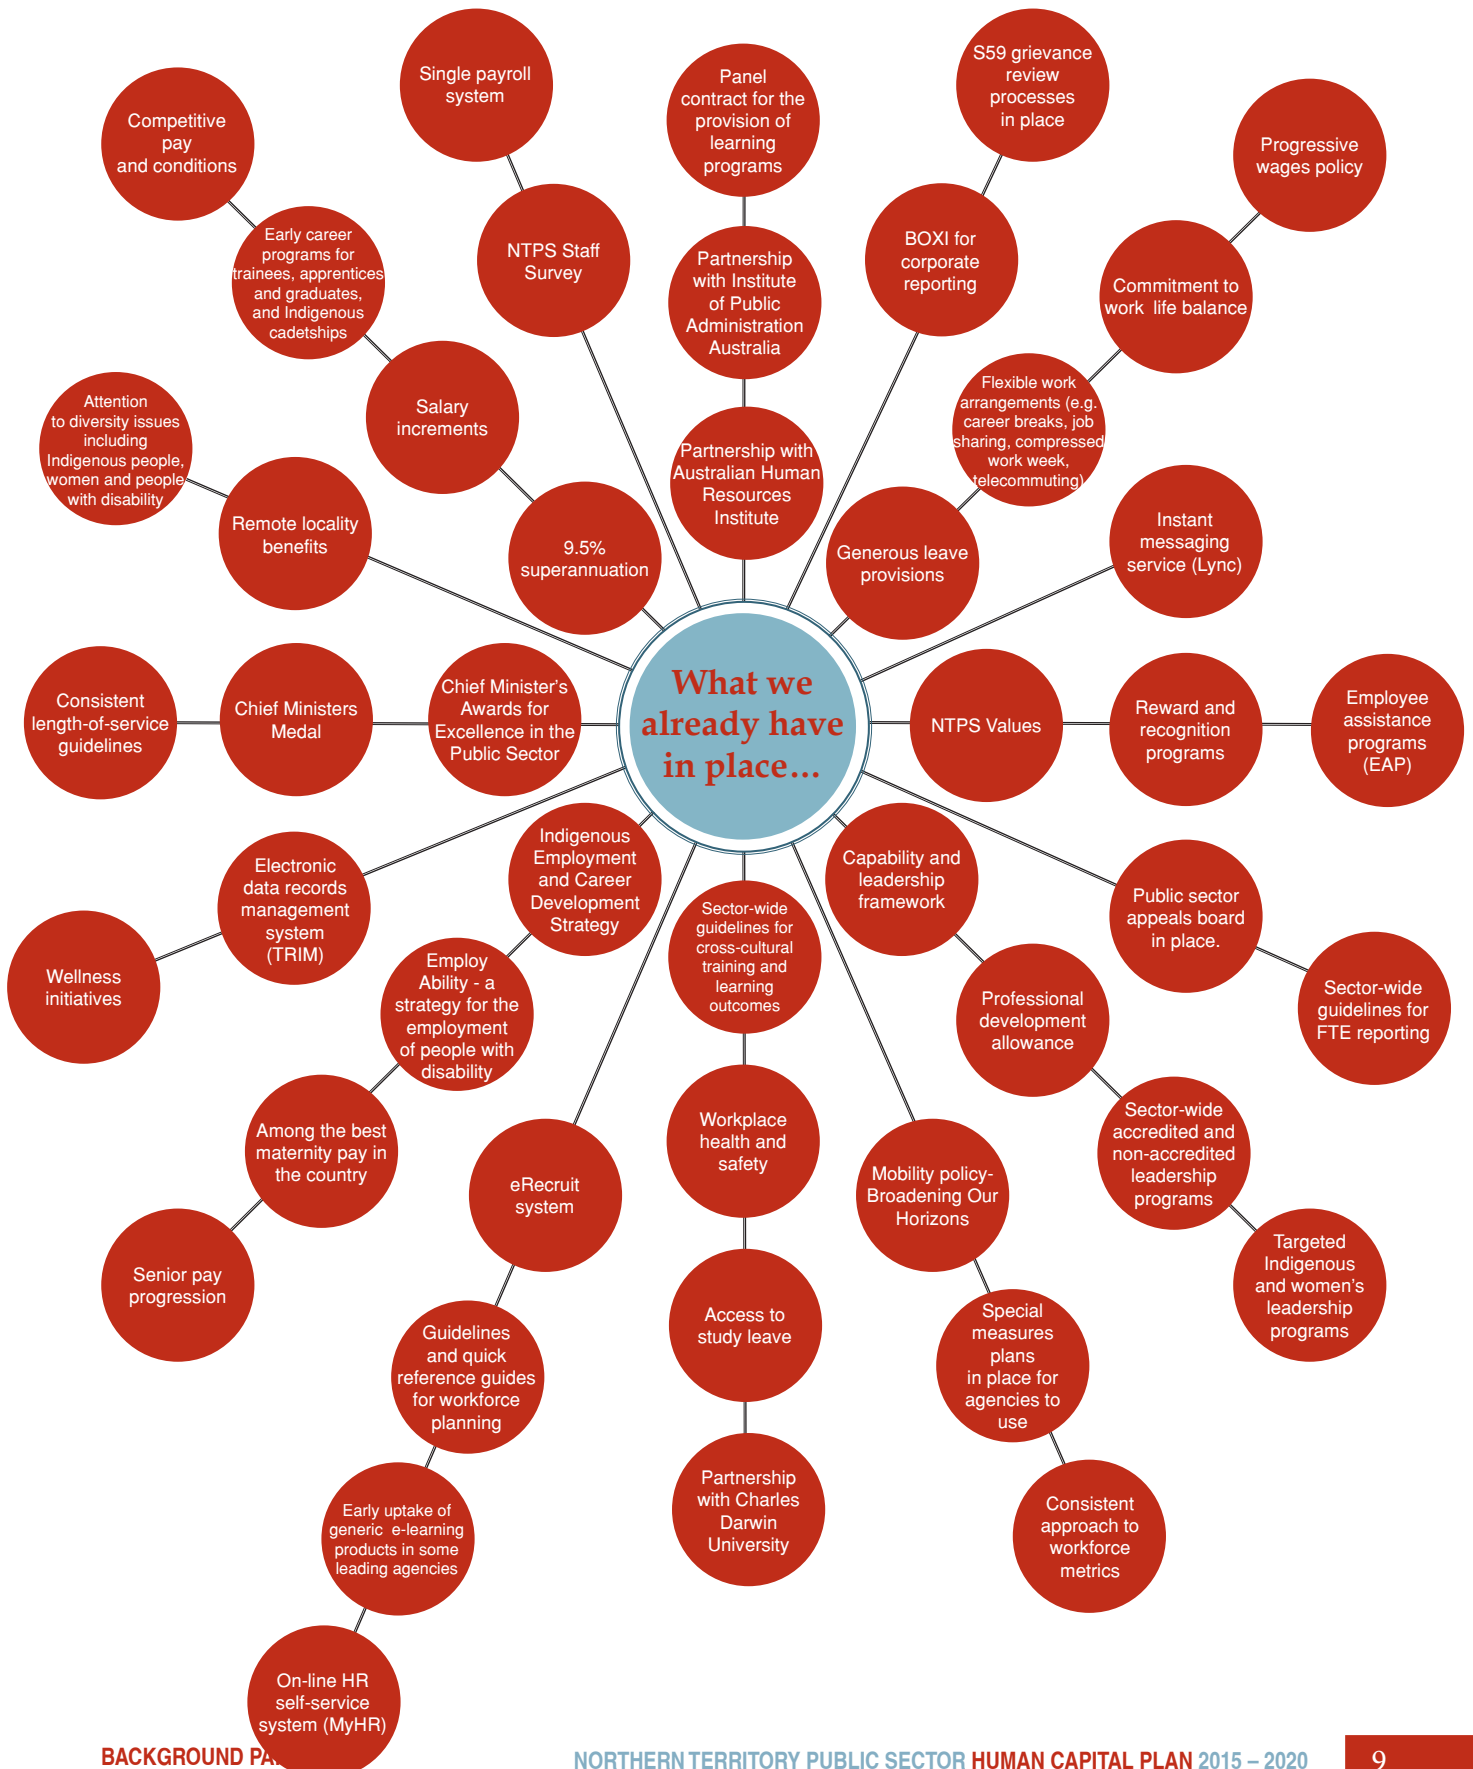 Single payroll
system
S59 grievance
review
processes
in place
Panel
contract for the
provision of
learning
programs
Competitive
pay
and conditions
Progressive
wages policy
Early career
programs for
trainees, apprentices
and graduates,
and Indigenous
cadetships
NTPS Staff
Survey
Partnership
with Institute
of Public
Administration
Australia
BOXI for
corporate
reporting
Commitment to
work  life balance
Attention
to diversity issues
including
Indigenous people,
women and people
with disability
Salary
increments
Partnership with
Australian Human
Resources
Institute
Flexible work
arrangements (e.g.
career breaks, job
sharing, compressed
work week,
telecommuting)
Remote locality
benefits
9.5%
superannuation
Generous leave
provisions
Instant
messaging
service (Lync)
What we
already have
in place...
Consistent
length-of-service
guidelines
Chief Ministers
Medal
Chief Minister's
Awards for
Excellence in the
Public Sector
NTPS Values
Reward and
recognition
programs
Employee
assistance
programs
(EAP)
Electronic
data records
management
system
(TRIM)
Indigenous
Employment
and Career
Development
Strategy
Sector-wide
guidelines for
cross-cultural
training and
learning
outcomes
Capability and
leadership
framework
Public sector
appeals board
in place.
Wellness
initiatives
Employ
Ability - a
strategy for the
employment
of people with
disability
Professional
development
allowance
Sector-wide
guidelines for
FTE reporting
Among the best
maternity pay in
the country
eRecruit
system
Workplace
health and
safety
Mobility policy-
Broadening Our
Horizons
Sector-wide
accredited and
non-accredited
leadership
programs
Senior pay
progression
Guidelines
and quick
reference guides
for workforce
planning
Access to
study leave
Special
measures
plans
in place for
agencies to
use
Targeted
Indigenous
and women's
leadership
programs
Early uptake of
generic  e-learning
products in some
leading agencies
Partnership
with Charles
Darwin
University
Consistent
approach to
workforce
metrics
On-line HR
self-service
system (MyHR)
BACKGROUND
NORTHERN TERRITORY PUBLIC SECTOR HUMAN CAPITAL PLAN 2015 – 2020
9